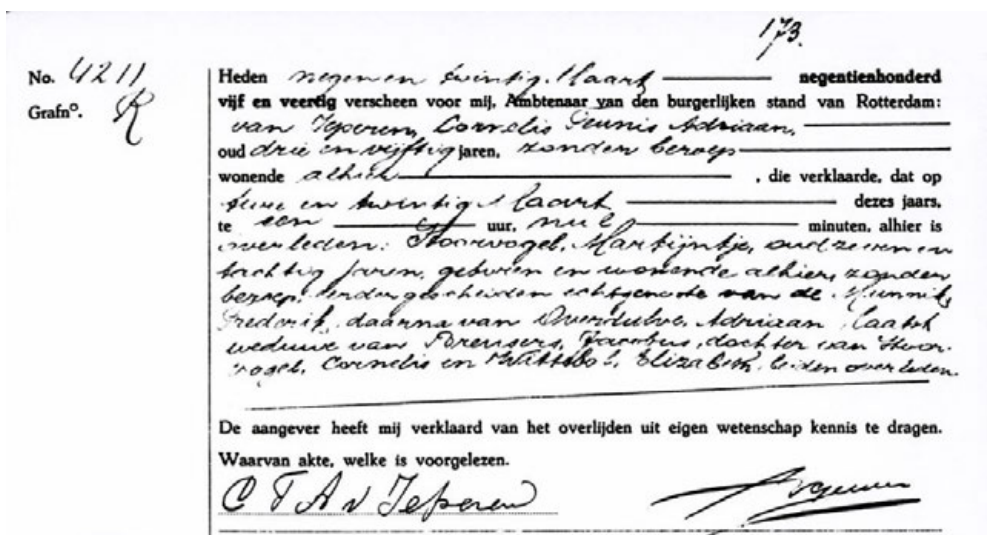 173.
No. 4211
Grafnº. R
Heden negen en twintig Maart negentienhonderd
vijf en veertig verscheen voor mij, Ambtenaar van den burgerlijken stand van Rotterdam:
van Ieperen, Cornelis Teunis Adriaan,
oud drie en vijftig jaren, zonder beroep
wonende alhier, die verklaarde, dat op
twee en twintig Maart dezes jaars,
te een uur, nul minuten, alhier is
overleden: Hoorvogel, Martijntje, oud zeven en
tachtig jaren, geboren en wonende alhier, zonder
beroep, eerder gescheiden echtgenote van de Munnik,
Frederik, daarna van Overdulve, Adriaan, laatst
weduwe van Jacobus, dochter van Hoor-
vogel, Cornelis en Elizabeth, beiden overleden.
De aangever heeft mij verklaard van het overlijden uit eigen wetenschap kennis te dragen.
Waarvan akte, welke is voorgelezen.
C T A v Ieperen